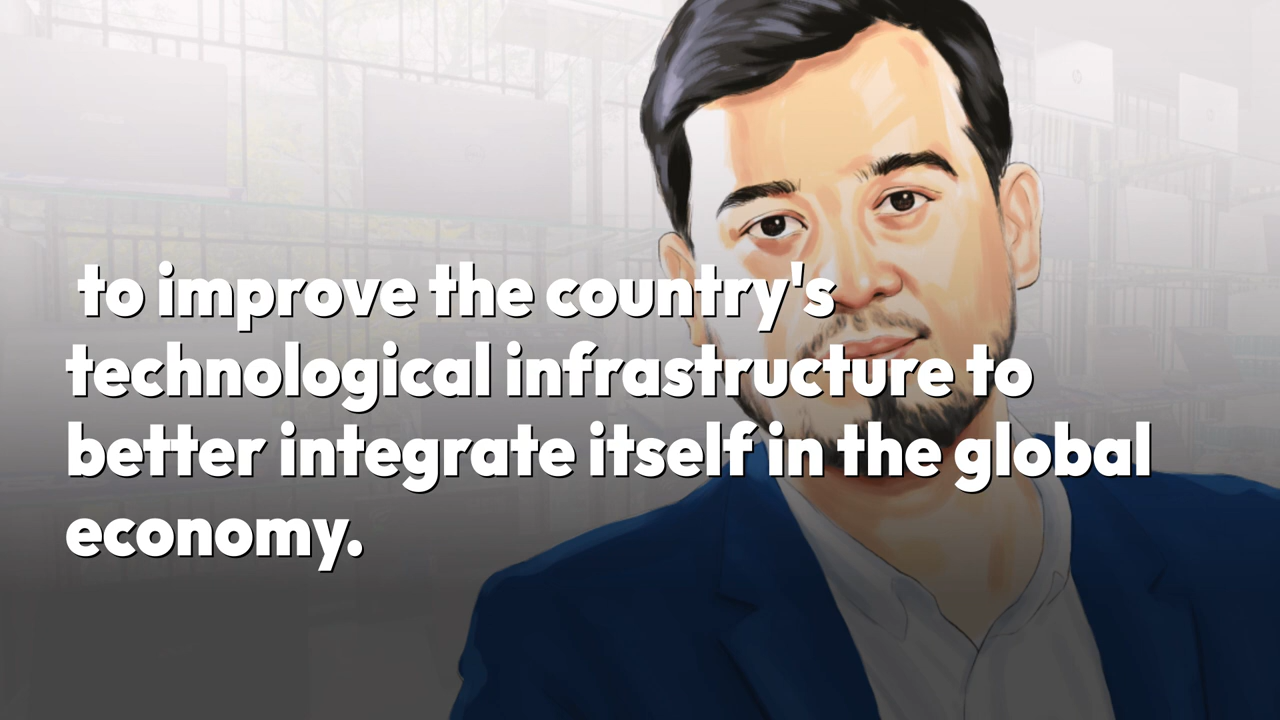 to improve the country's
technological infrastructure to
better integrate itself in the global
economy.